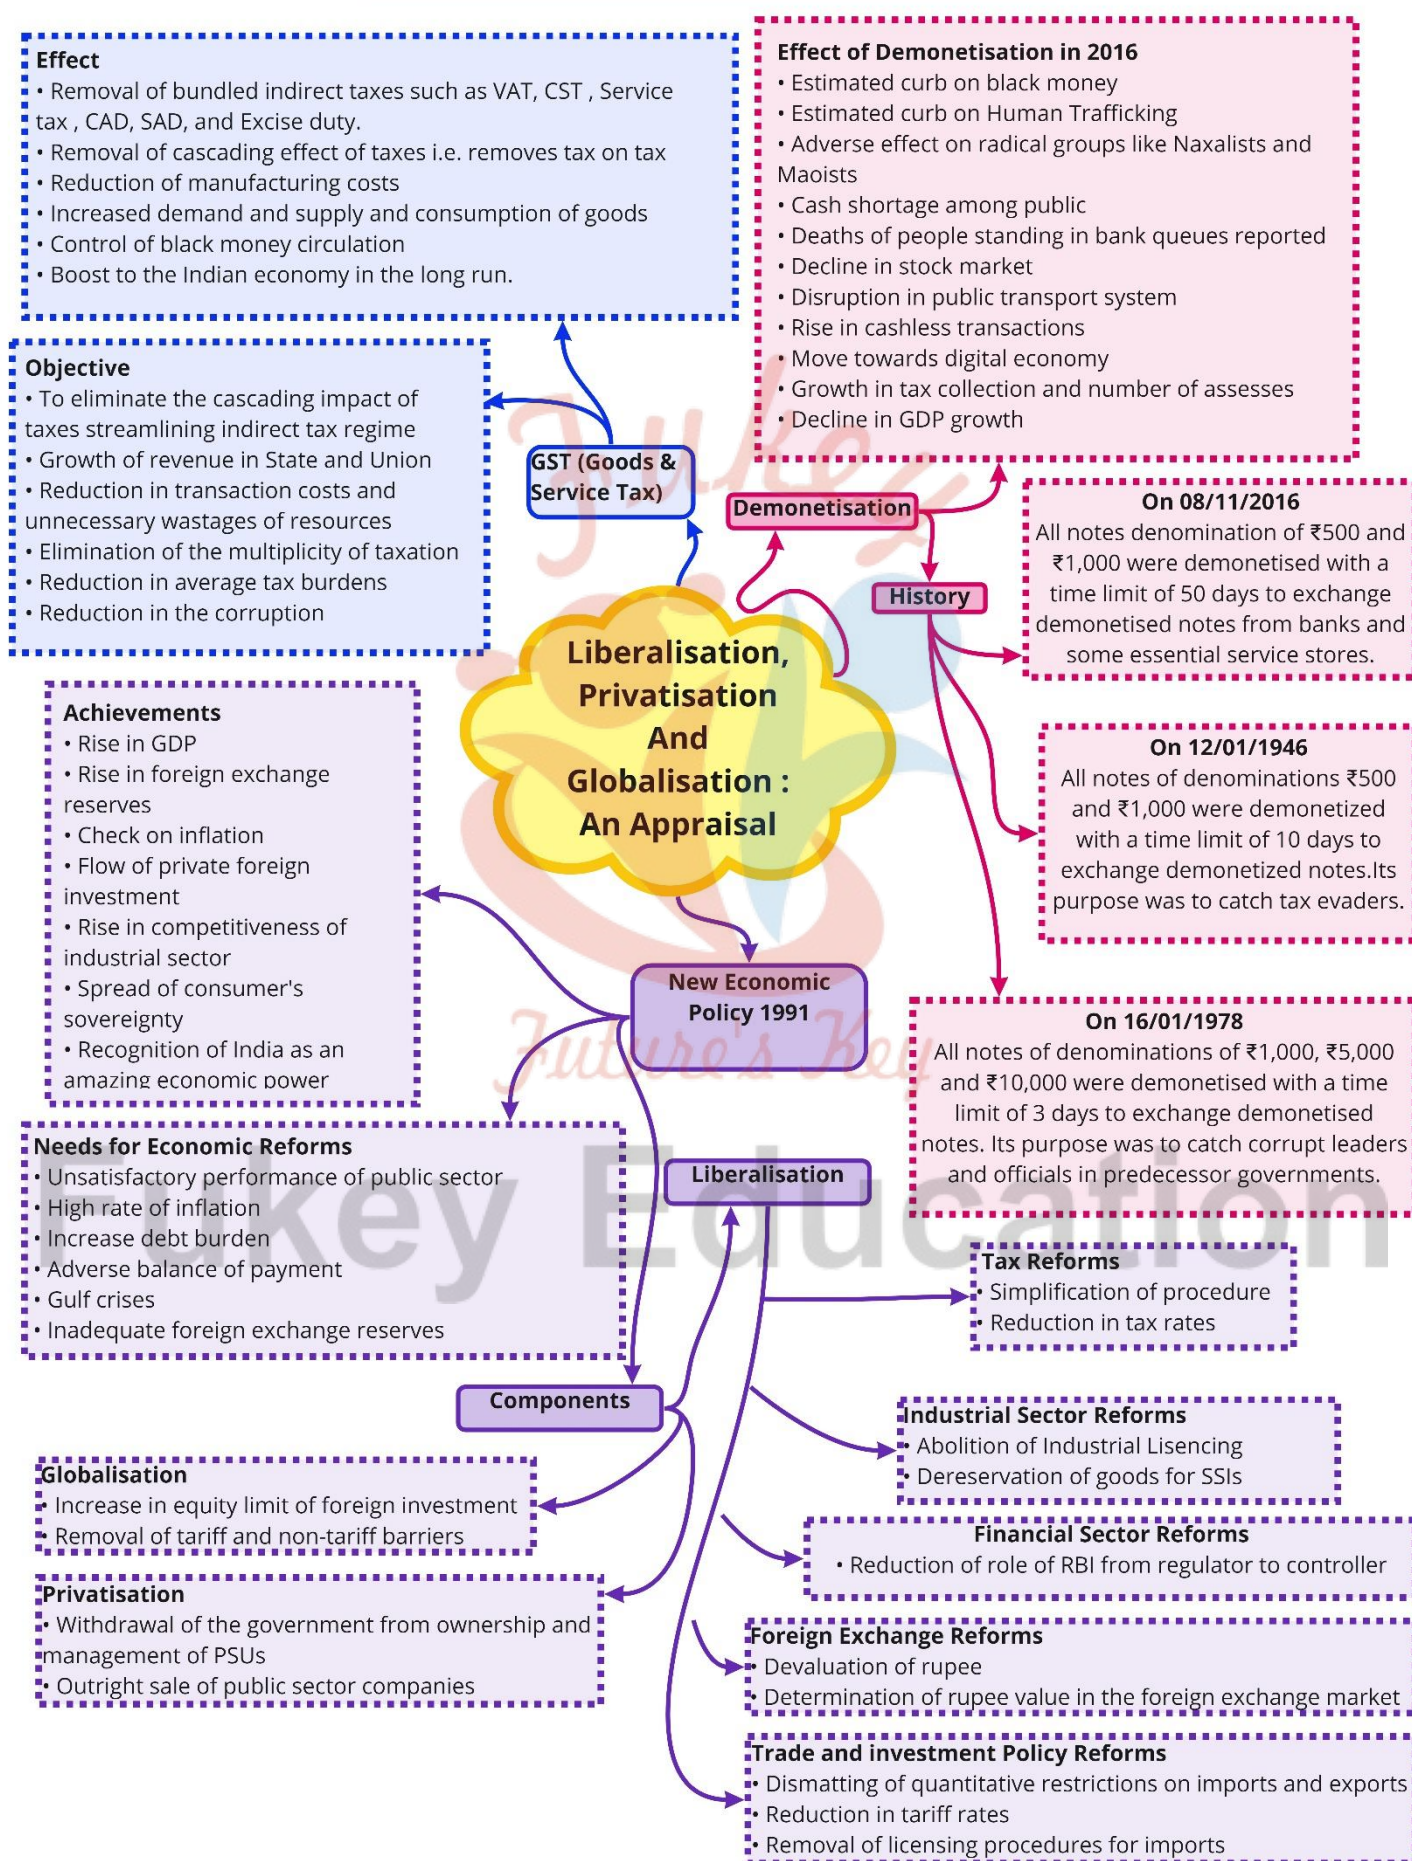 Effect
• Removal of bundled indirect taxes such as VAT, CST , Service
tax , CAD, SAD, and Excise duty.
• Removal of cascading effect of taxes i.e. removes tax on tax
• Reduction of manufacturing costs
• Increased demand and supply and consumption of goods
• Control of black money circulation
• Boost to the Indian economy in the long run.
Effect of Demonetisation in 2016
• Estimated curb on black money
• Estimated curb on Human Trafficking
• Adverse effect on radical groups like Naxalists and
Maoists
• Cash shortage among public
• Deaths of people standing in bank queues reported
• Decline in stock market
• Disruption in public transport system
• Rise in cashless transactions
• Move towards digital economy
• Growth in tax collection and number of assesses
• Decline in GDP growth
Objective
• To eliminate the cascading impact of
taxes streamlining indirect tax regime
• Growth of revenue in State and Union
• Reduction in transaction costs and
unnecessary wastages of resources
• Elimination of the multiplicity of taxation
• Reduction in average tax burdens
• Reduction in the corruption
GST (Goods &
Service Tax)
Fukey
Demonetisation
History
On 08/11/2016
All notes denomination of ₹500 and
₹1,000 were demonetised with a
time limit of 50 days to exchange
demonetised notes from banks and
some essential service stores.
Liberalisation,
Privatisation
And
Globalisation :
An Appraisal
On 12/01/1946
All notes of denominations ₹500
and ₹1,000 were demonetized
with a time limit of 10 days to
exchange demonetized notes.Its
purpose was to catch tax evaders.
Achievements
• Rise in GDP
• Rise in foreign exchange
reserves
• Check on inflation
• Flow of private foreign
investment
• Rise in competitiveness of
industrial sector
• Spread of consumer's
sovereignty
• Recognition of India as an
amazing economic power
New Economic
Policy 1991
Future's Key
On 16/01/1978
All notes of denominations of ₹1,000, ₹5,000
and ₹10,000 were demonetised with a time
limit of 3 days to exchange demonetised
notes. Its purpose was to catch corrupt leaders
and officials in predecessor governments.
Needs for Economic Reforms
• Unsatisfactory performance of public sector
• High rate of inflation
• Increase debt burden
• Adverse balance of payment
• Gulf crises
• Inadequate foreign exchange reserves
Fukey Education
Liberalisation
Tax Reforms
• Simplification of procedure
• Reduction in tax rates
Components
Industrial Sector Reforms
• Abolition of Industrial Lisencing
• Dereservation of goods for SSIs
Globalisation
• Increase in equity limit of foreign investment
• Removal of tariff and non-tariff barriers
Financial Sector Reforms
• Reduction of role of RBI from regulator to controller
Privatisation
• Withdrawal of the government from ownership and
management of PSUs
• Outright sale of public sector companies
Foreign Exchange Reforms
• Devaluation of rupee
• Determination of rupee value in the foreign exchange market
Trade and investment Policy Reforms
• Dismatting of quantitative restrictions on imports and exports
• Reduction in tariff rates
• Removal of licensing procedures for imports